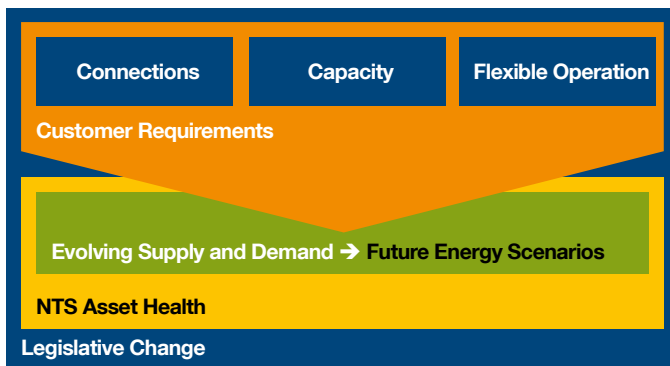 Connections
Capacity
Flexible Operation
Customer Requirements
Evolving Supply and Demand → Future Energy Scenarios
NTS Asset Health
Legislative Change